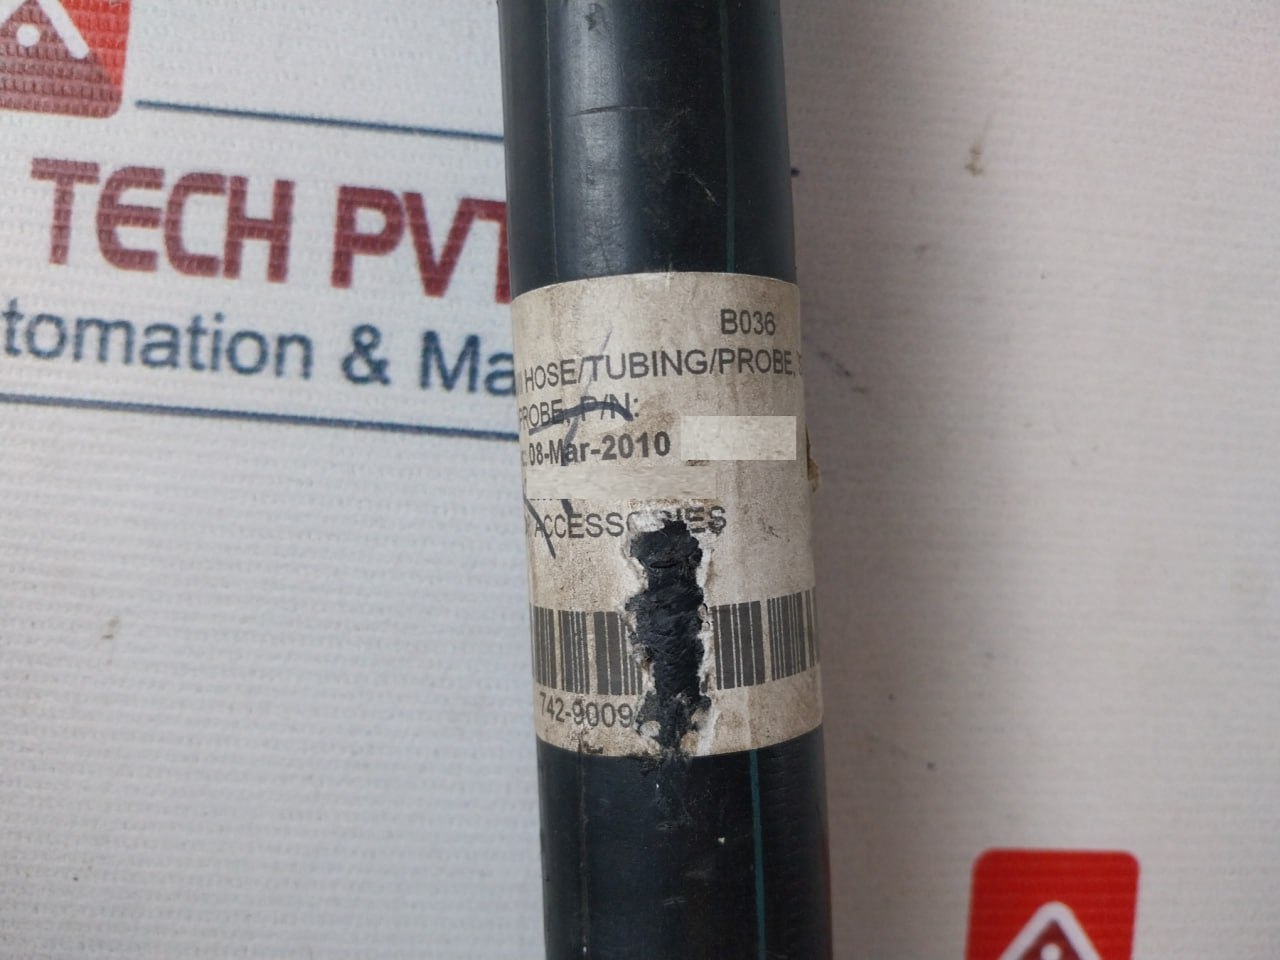 TECH PVT
tomation & Ma
B036
HOSE/TUBING/PROBE,
PROBE, P/N:
08-Mar-2010
ACCESSORIES
742-9009